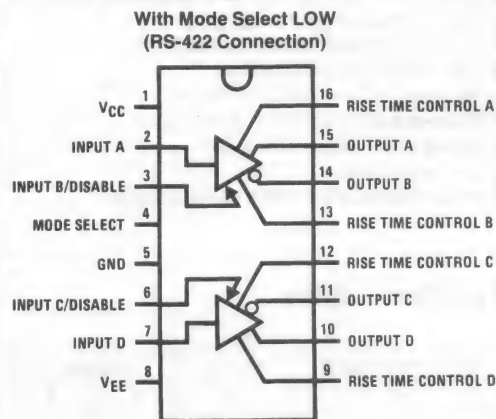 With Mode Select LOW
(RS-422 Connection)
VCC 1
INPUT A 2
INPUT B/DISABLE 3
MODE SELECT 4
GND 5
INPUT C/DISABLE 6
INPUT D 7
VEE 8
16 RISE TIME CONTROL A
15 OUTPUT A
14 OUTPUT B
13 RISE TIME CONTROL B
12 RISE TIME CONTROL C
11 OUTPUT C
10 OUTPUT D
9 RISE TIME CONTROL D